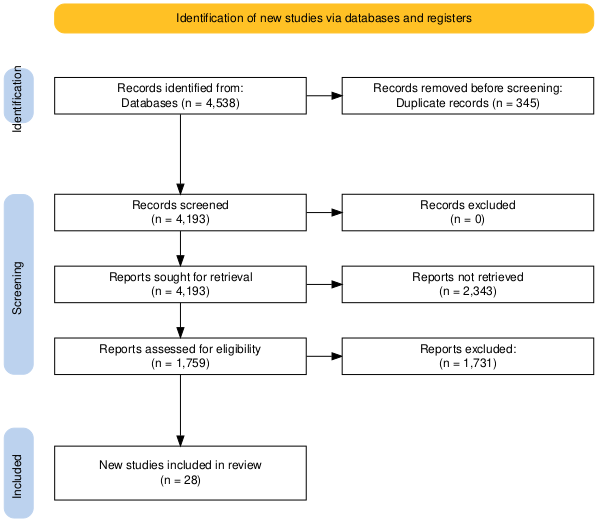 Identification of new studies via databases and registers
Identification
Records identified from:
Databases (n = 4,538)
Records removed before screening:
Duplicate records (n = 345)
Screening
Records screened
(n = 4,193)
Records excluded
(n = 0)
Reports sought for retrieval
(n = 4,193)
Reports not retrieved
(n = 2,343)
Reports assessed for eligibility
(n = 1,759)
Reports excluded:
(n = 1,731)
Included
New studies included in review
(n = 28)